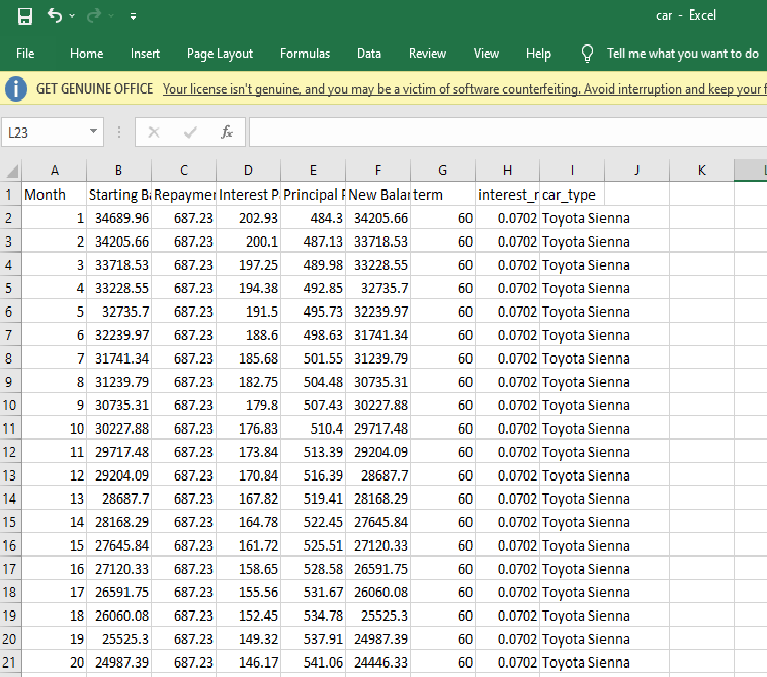 car - Excel
File Home Insert Page Layout Formulas Data Review View Help Tell me what you want to do
GET GENUINE OFFICE Your license isn't genuine, and you may be a victim of software counterfeiting. Avoid interruption and keep your f
L23 fx
A B C D E F G H I J K L
1 Month Starting Ba Repaymer Interest P Principal P New Balar term interest_r car_type
2 1 34689.96 687.23 202.93 484.3 34205.66 60 0.0702 Toyota Sienna
3 2 34205.66 687.23 200.1 487.13 33718.53 60 0.0702 Toyota Sienna
4 3 33718.53 687.23 197.25 489.98 33228.55 60 0.0702 Toyota Sienna
5 4 33228.55 687.23 194.38 492.85 32735.7 60 0.0702 Toyota Sienna
6 5 32735.7 687.23 191.5 495.73 32239.97 60 0.0702 Toyota Sienna
7 6 32239.97 687.23 188.6 498.63 31741.34 60 0.0702 Toyota Sienna
8 7 31741.34 687.23 185.68 501.55 31239.79 60 0.0702 Toyota Sienna
9 8 31239.79 687.23 182.75 504.48 30735.31 60 0.0702 Toyota Sienna
10 9 30735.31 687.23 179.8 507.43 30227.88 60 0.0702 Toyota Sienna
11 10 30227.88 687.23 176.83 510.4 29717.48 60 0.0702 Toyota Sienna
12 11 29717.48 687.23 173.84 513.39 29204.09 60 0.0702 Toyota Sienna
13 12 29204.09 687.23 170.84 516.39 28687.7 60 0.0702 Toyota Sienna
14 13 28687.7 687.23 167.82 519.41 28168.29 60 0.0702 Toyota Sienna
15 14 28168.29 687.23 164.78 522.45 27645.84 60 0.0702 Toyota Sienna
16 15 27645.84 687.23 161.72 525.51 27120.33 60 0.0702 Toyota Sienna
17 16 27120.33 687.23 158.65 528.58 26591.75 60 0.0702 Toyota Sienna
18 17 26591.75 687.23 155.56 531.67 26060.08 60 0.0702 Toyota Sienna
19 18 26060.08 687.23 152.45 534.78 25525.3 60 0.0702 Toyota Sienna
20 19 25525.3 687.23 149.32 537.91 24987.39 60 0.0702 Toyota Sienna
21 20 24987.39 687.23 146.17 541.06 24446.33 60 0.0702 Toyota Sienna